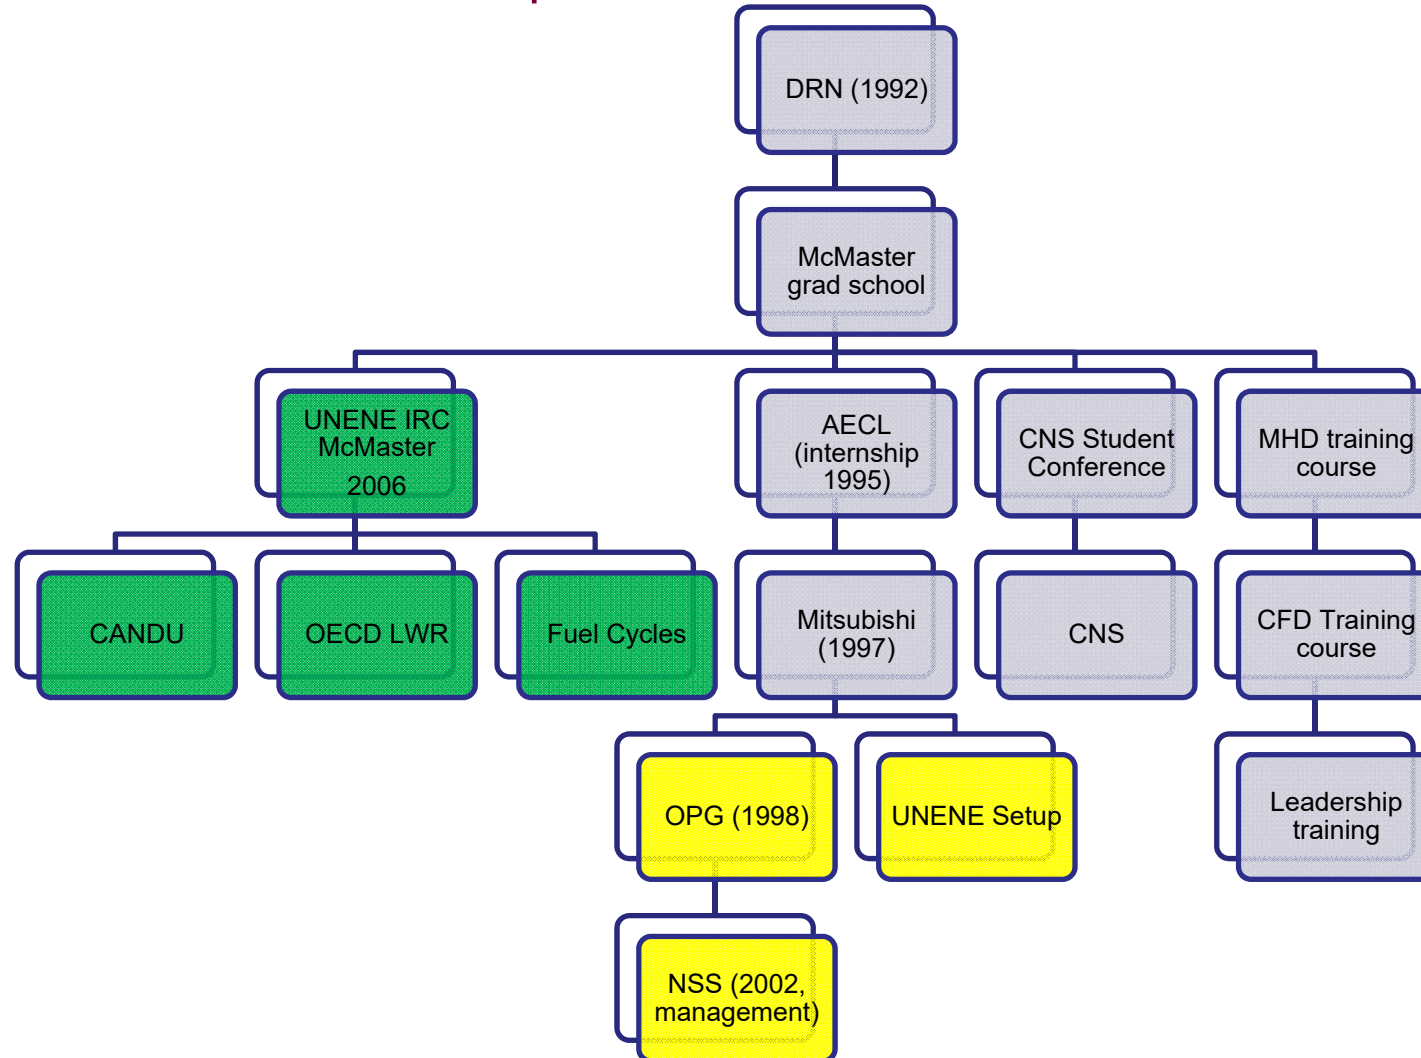 DRN (1992)
McMaster
grad school
UNENE IRC
McMaster
2006
AECL
(internship
1995)
CNS Student
Conference
MHD training
course
CANDU
OECD LWR
Fuel Cycles
Mitsubishi
(1997)
CNS
CFD Training
course
OPG (1998)
UNENE Setup
Leadership
training
NSS (2002,
management)